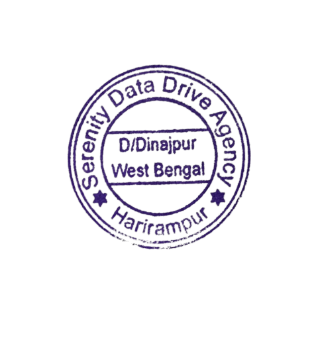 Serenity Data Drive Agency
D/Dinajpur
West Bengal
Harirampur